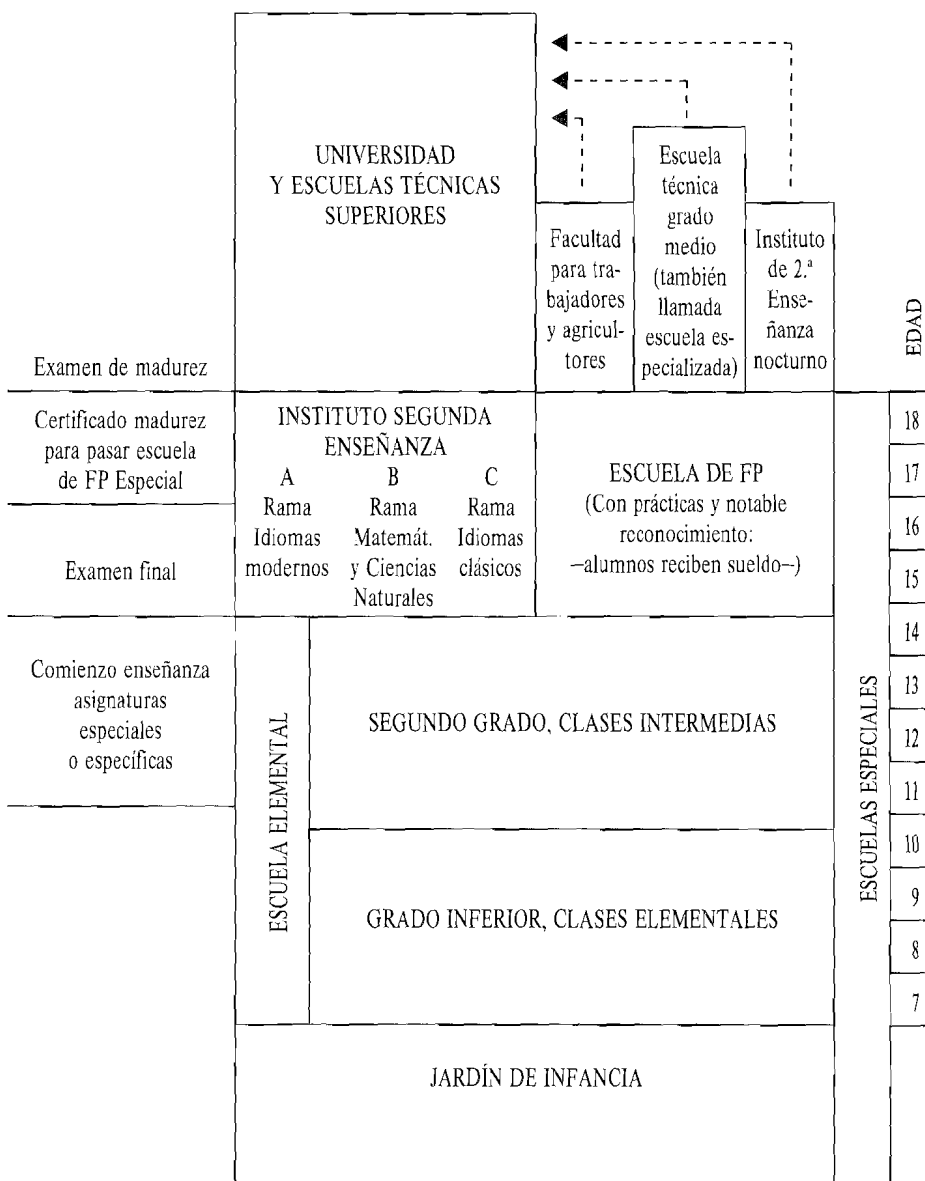 UNIVERSIDAD
Y ESCUELAS TÉCNICAS
SUPERIORES
Facultad
para tra-
bajadores
y agricul-
tores
Escuela
técnica
grado
medio
(también
llamada
escuela es-
pecializada)
Instituto
de 2.ª
Ense-
ñanza
nocturno
EDAD
Examen de madurez
Certificado madurez
para pasar escuela
de FP Especial
Examen final
INSTITUTO SEGUNDA
ENSEÑANZA
A
Rama
Idiomas
modernos
B
Rama
Matemát.
y Ciencias
Naturales
C
Rama
Idiomas
clásicos
ESCUELA DE FP
(Con prácticas y notable
reconocimiento:
–alumnos reciben sueldo–)
18
17
16
15
14
13
12
11
10
9
8
7
Comienzo enseñanza
asignaturas
especiales
o específicas
ESCUELA ELEMENTAL
SEGUNDO GRADO, CLASES INTERMEDIAS
GRADO INFERIOR, CLASES ELEMENTALES
ESCUELAS ESPECIALES
JARDÍN DE INFANCIA